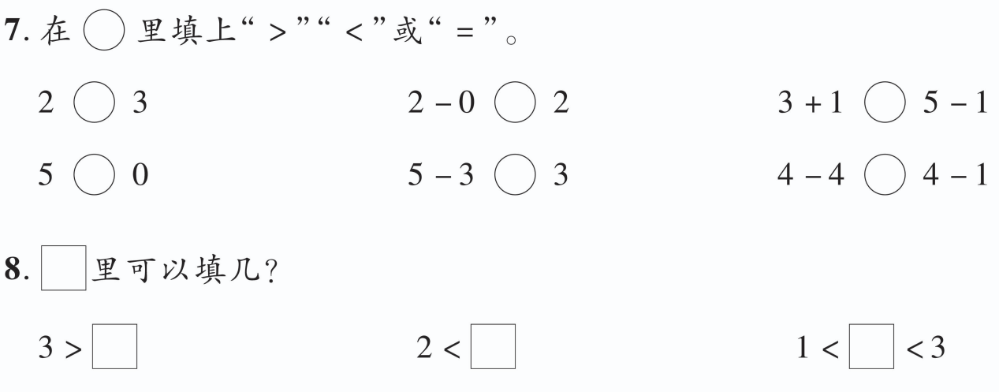 7. 在 ○ 里填上“ > ”“ < ”或“ = ”。
2 ○ 3 2 - 0 ○ 2 3 + 1 ○ 5 - 1
5 ○ 0 5 - 3 ○ 3 4 - 4 ○ 4 - 1
8. □ 里可以填几?
3 > □ 2 < □ 1 < □ < 3